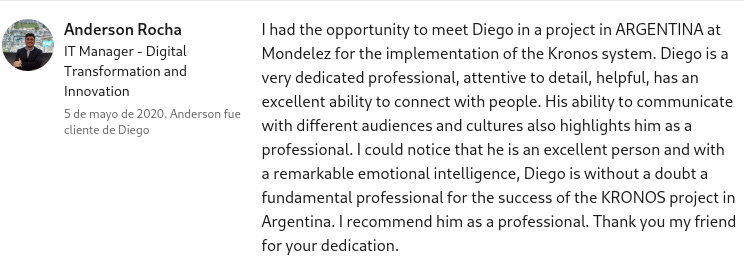 Anderson Rocha
IT Manager - Digital
Transformation and
Innovation
5 de mayo de 2020. Anderson fue
cliente de Diego
I had the opportunity to meet Diego in a project in ARGENTINA at
Mondelez for the implementation of the Kronos system. Diego is a
very dedicated professional, attentive to detail, helpful, has an
excellent ability to connect with people. His ability to communicate
with different audiences and cultures also highlights him as a
professional. I could notice that he is an excellent person and with
a remarkable emotional intelligence, Diego is without a doubt a
fundamental professional for the success of the KRONOS project in
Argentina. I recommend him as a professional. Thank you my friend
for your dedication.